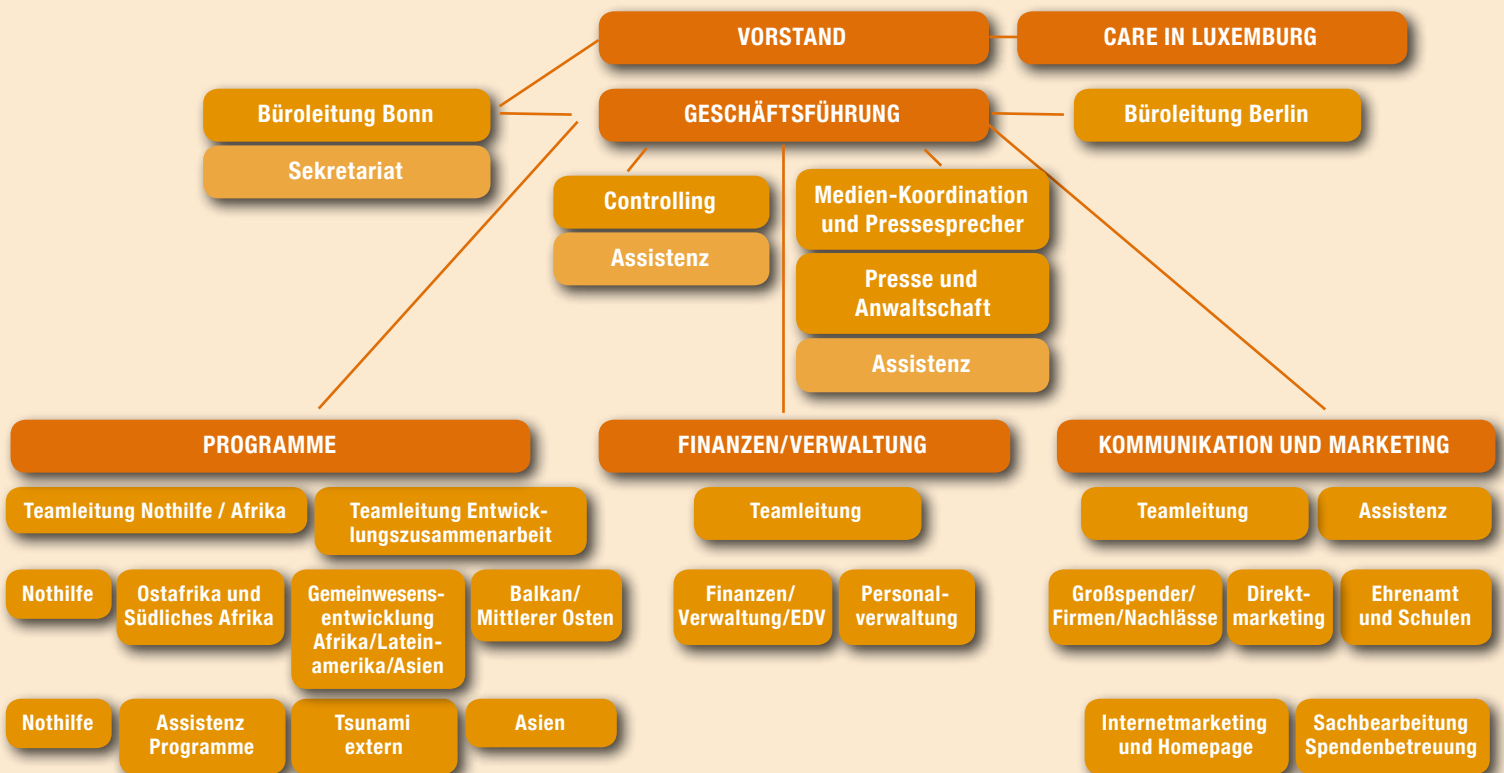 VORSTAND
CARE IN LUXEMBURG
Büroleitung Bonn
GESCHÄFTSFÜHRUNG
Büroleitung Berlin
Sekretariat
Controlling
Assistenz
Medien-Koordination
und Pressesprecher
Presse und
Anwaltschaft
Assistenz
PROGRAMME
FINANZEN/VERWALTUNG
KOMMUNIKATION UND MARKETING
Teamleitung Nothilfe / Afrika
Teamleitung Entwick-
lungszusammenarbeit
Teamleitung
Teamleitung
Assistenz
Nothilfe
Ostafrika und
Südliches Afrika
Gemeinwesens-
entwicklung
Afrika/Latein-
amerika/Asien
Balkan/
Mittlerer Osten
Finanzen/
Verwaltung/EDV
Personal-
verwaltung
Großspender/
Firmen/Nachlässe
Direkt-
marketing
Ehrenamt
und Schulen
Nothilfe
Assistenz
Programme
Tsunami
extern
Asien
Internetmarketing
und Homepage
Sachbearbeitung
Spendenbetreuung